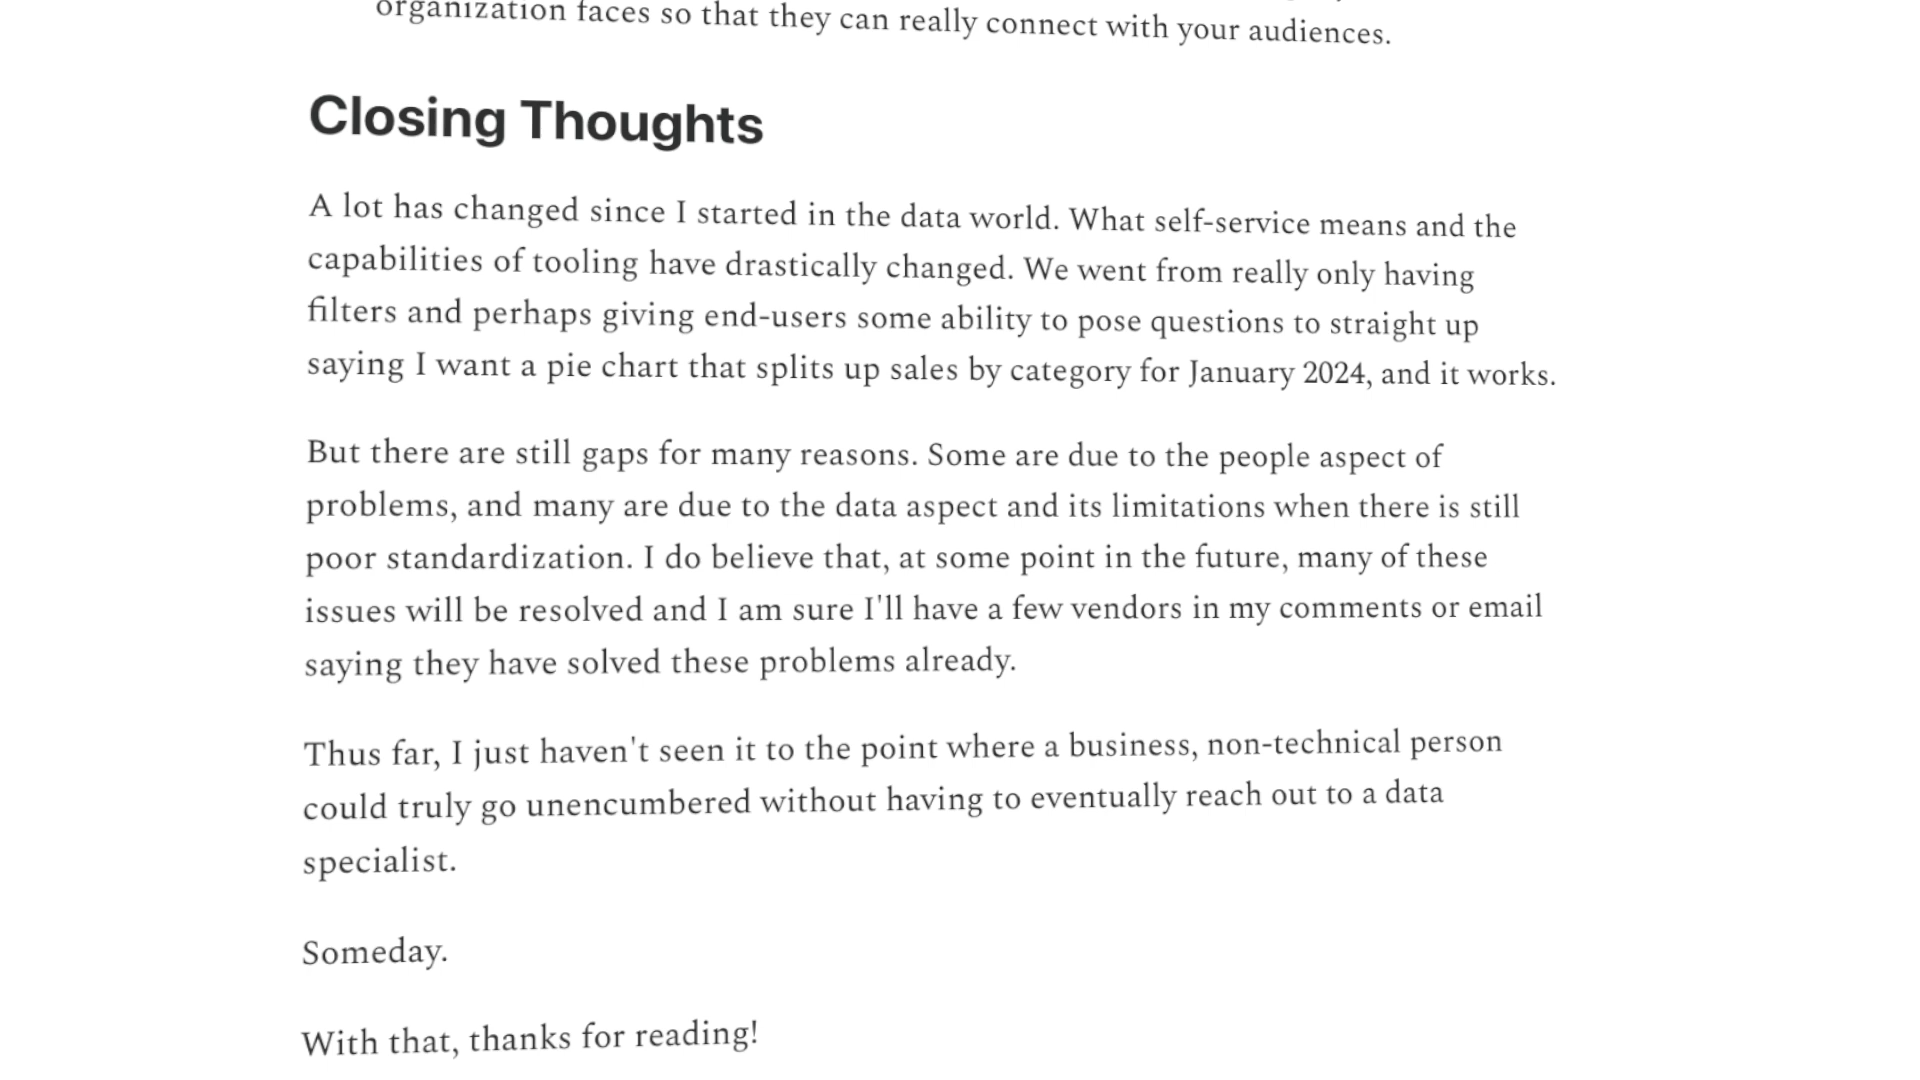 organization faces so that they can really connect with your audiences.
Closing Thoughts
A lot has changed since I started in the data world. What self-service means and the
capabilities of tooling have drastically changed. We went from really only having
filters and perhaps giving end-users some ability to pose questions to straight up
saying I want a pie chart that splits up sales by category for January 2024, and it works.
But there are still gaps for many reasons. Some are due to the people aspect of
problems, and many are due to the data aspect and its limitations when there is still
poor standardization. I do believe that, at some point in the future, many of these
issues will be resolved and I am sure I'll have a few vendors in my comments or email
saying they have solved these problems already.
Thus far, I just haven't seen it to the point where a business, non-technical person
could truly go unencumbered without having to eventually reach out to a data
specialist.
Someday.
With that, thanks for reading!